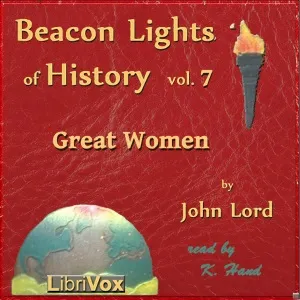 Beacon Lights
of History vol. 7
Great Women
by
John Lord
read by
K. Hand
LibriVox